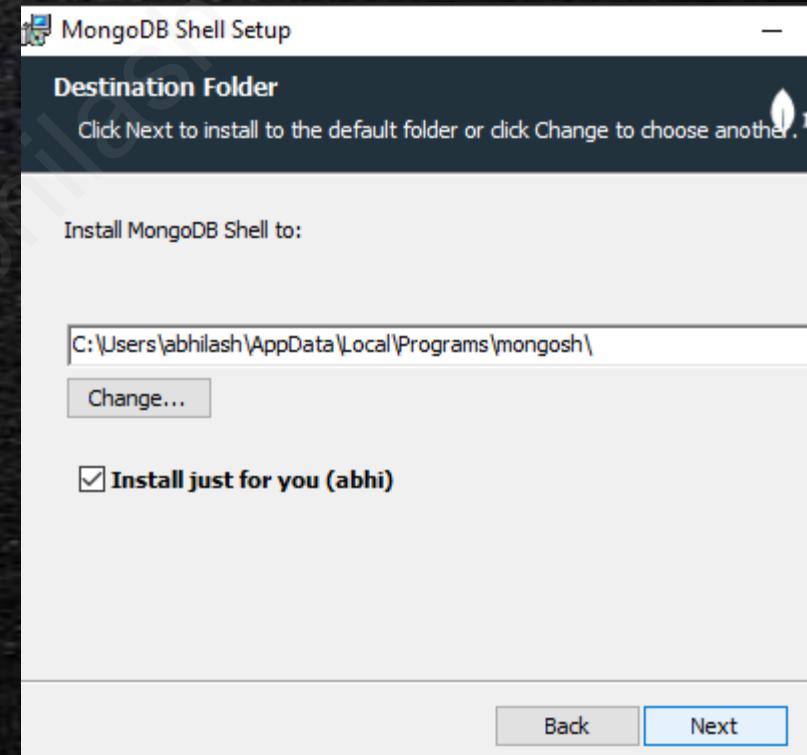 MongoDB Shell Setup
Destination Folder
Click Next to install to the default folder or click Change to choose another.
Install MongoDB Shell to:
C:\Users\abhilash\AppData\Local\Programs\mongosh\
Change...
Install just for you (abhi)
Back Next